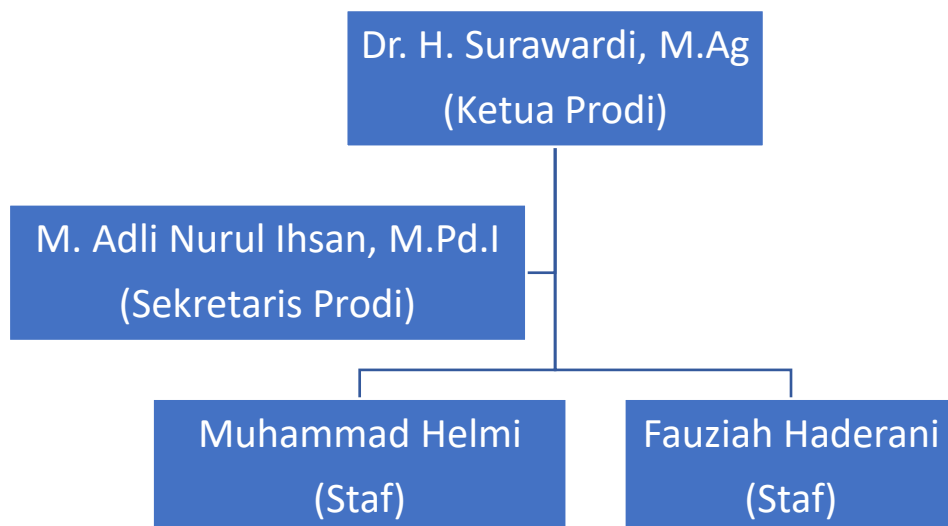 Dr. H. Surawardi, M.Ag
(Ketua Prodi)
M. Adli Nurul Ihsan, M.Pd.I
(Sekretaris Prodi)
Muhammad Helmi
(Staf)
Fauziah Haderani
(Staf)